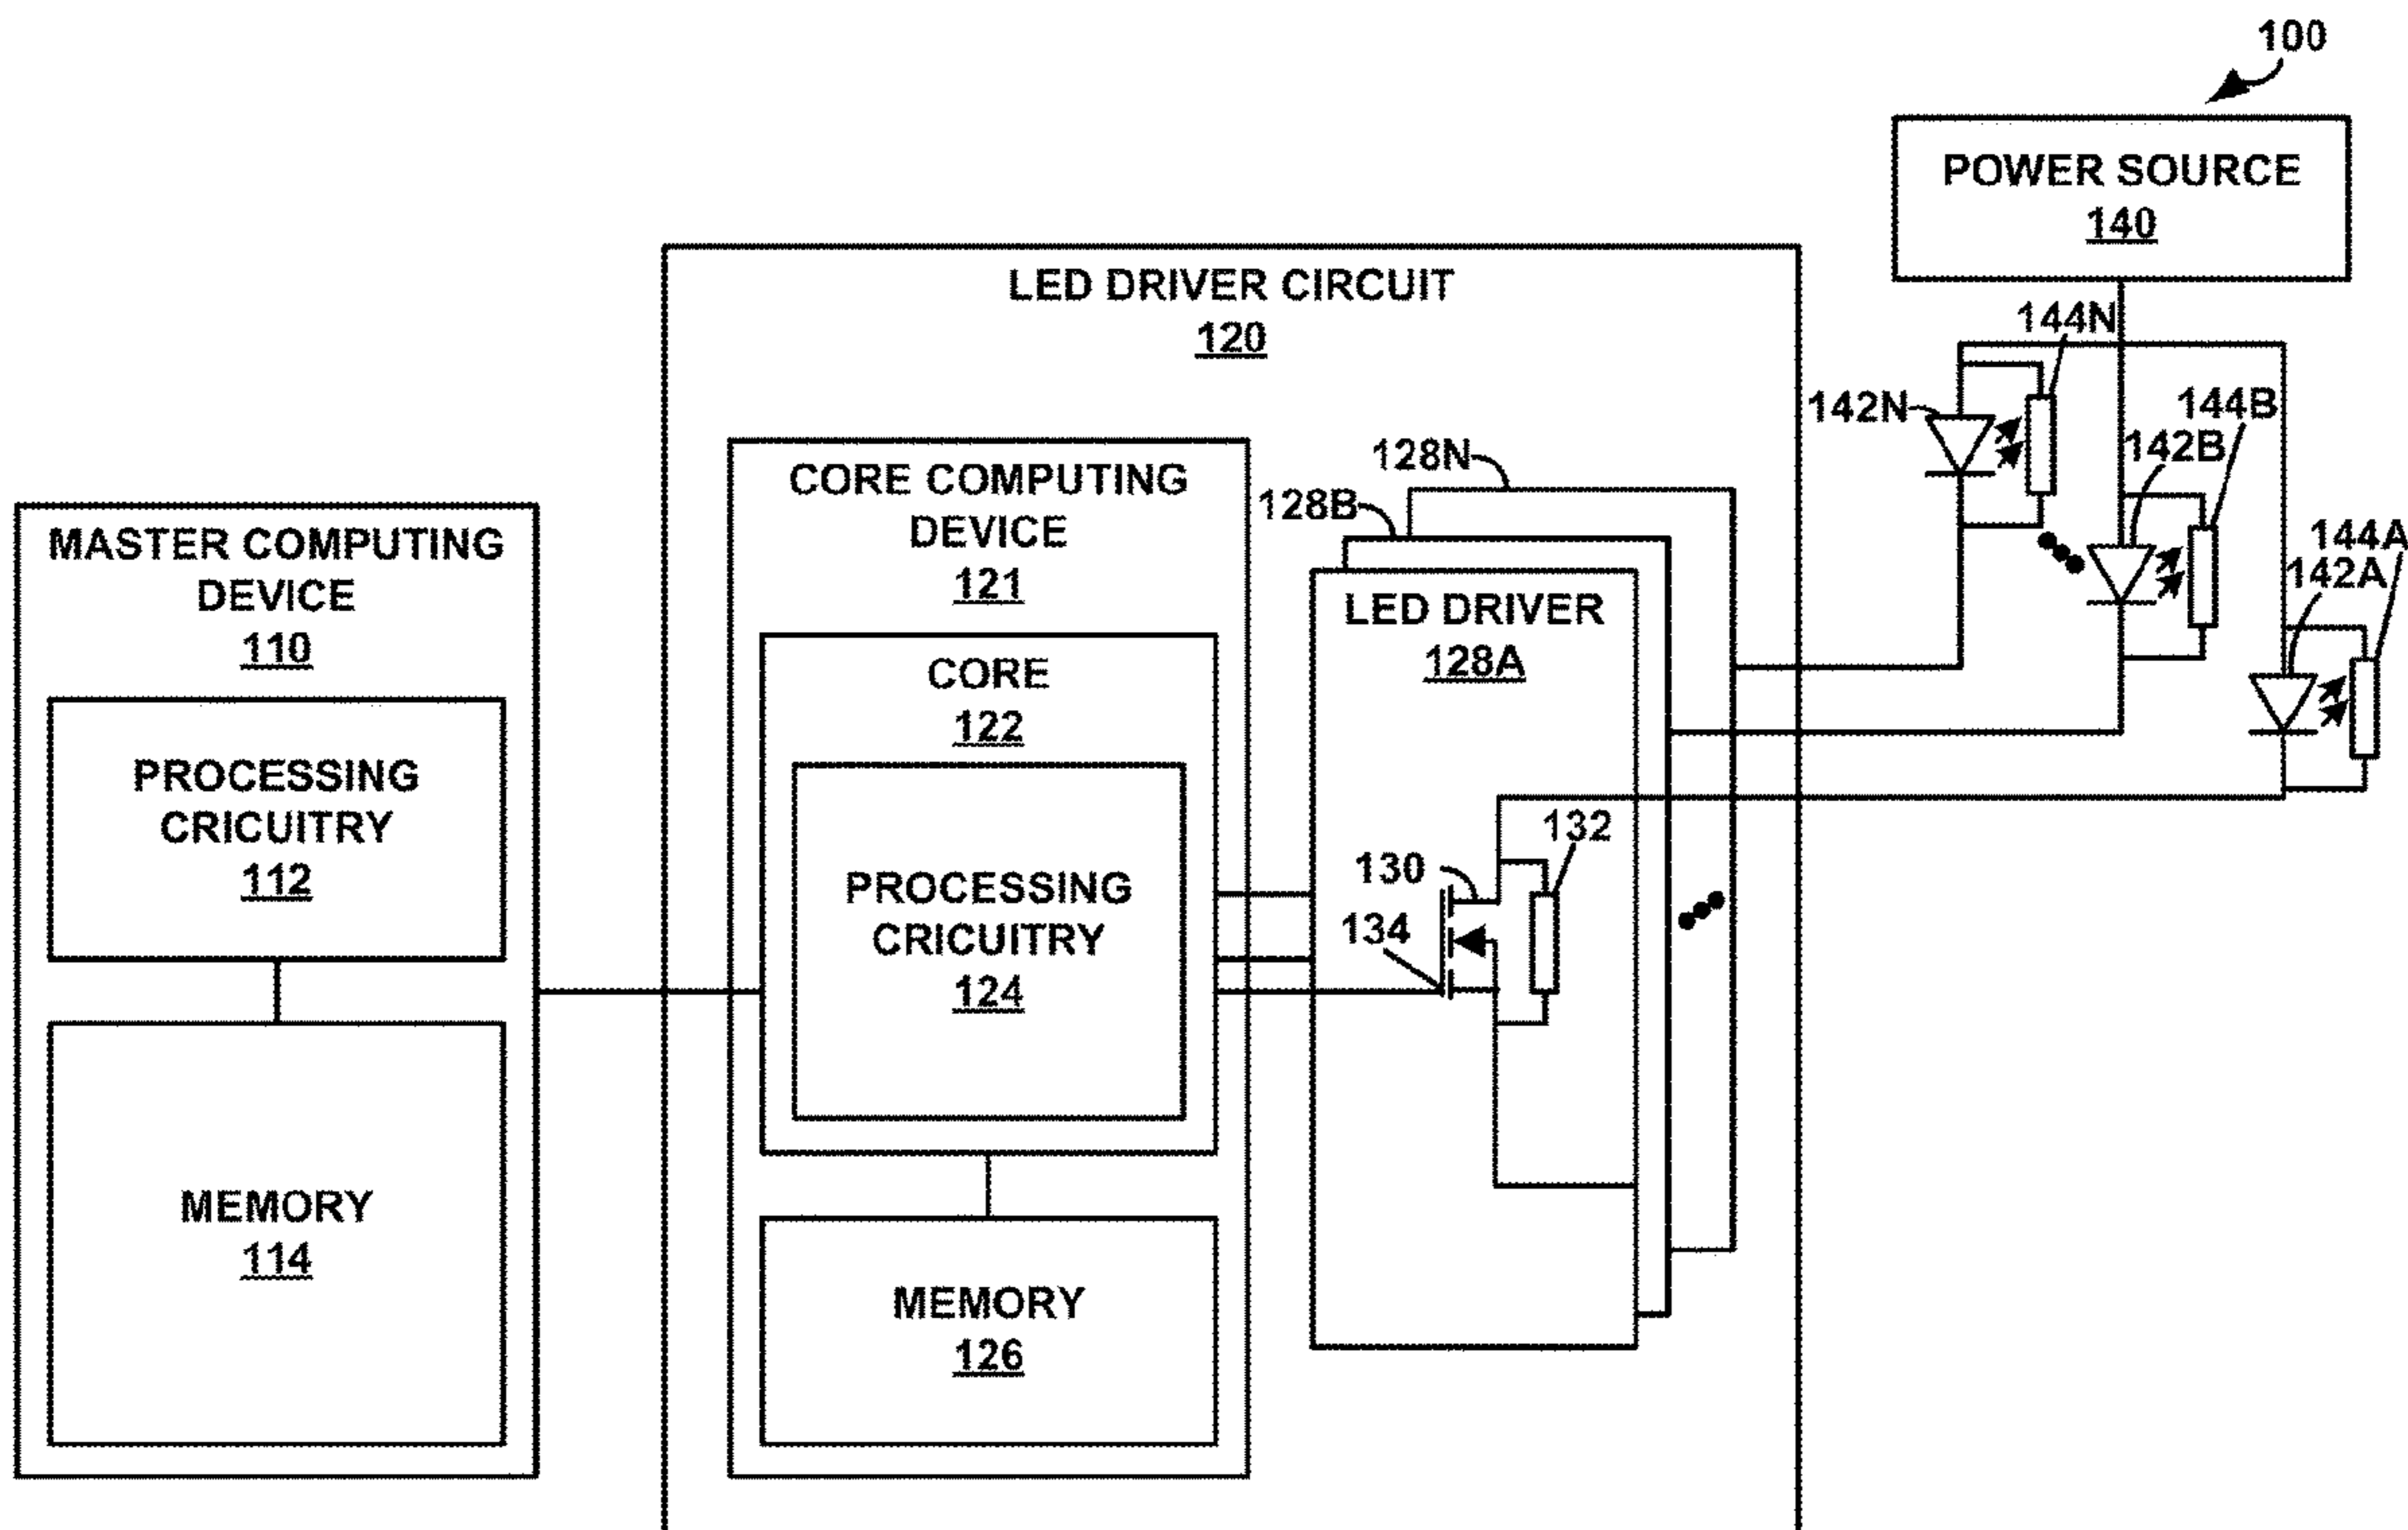 100
POWER SOURCE
140
LED DRIVER CIRCUIT
120
144N
142N
144B
142B
144A
142A
128N
128B
CORE COMPUTING
DEVICE
121
MASTER COMPUTING
DEVICE
110
LED DRIVER
128A
CORE
122
PROCESSING
CRICUITRY
112
PROCESSING
CRICUITRY
124
130
132
134
MEMORY
114
MEMORY
126